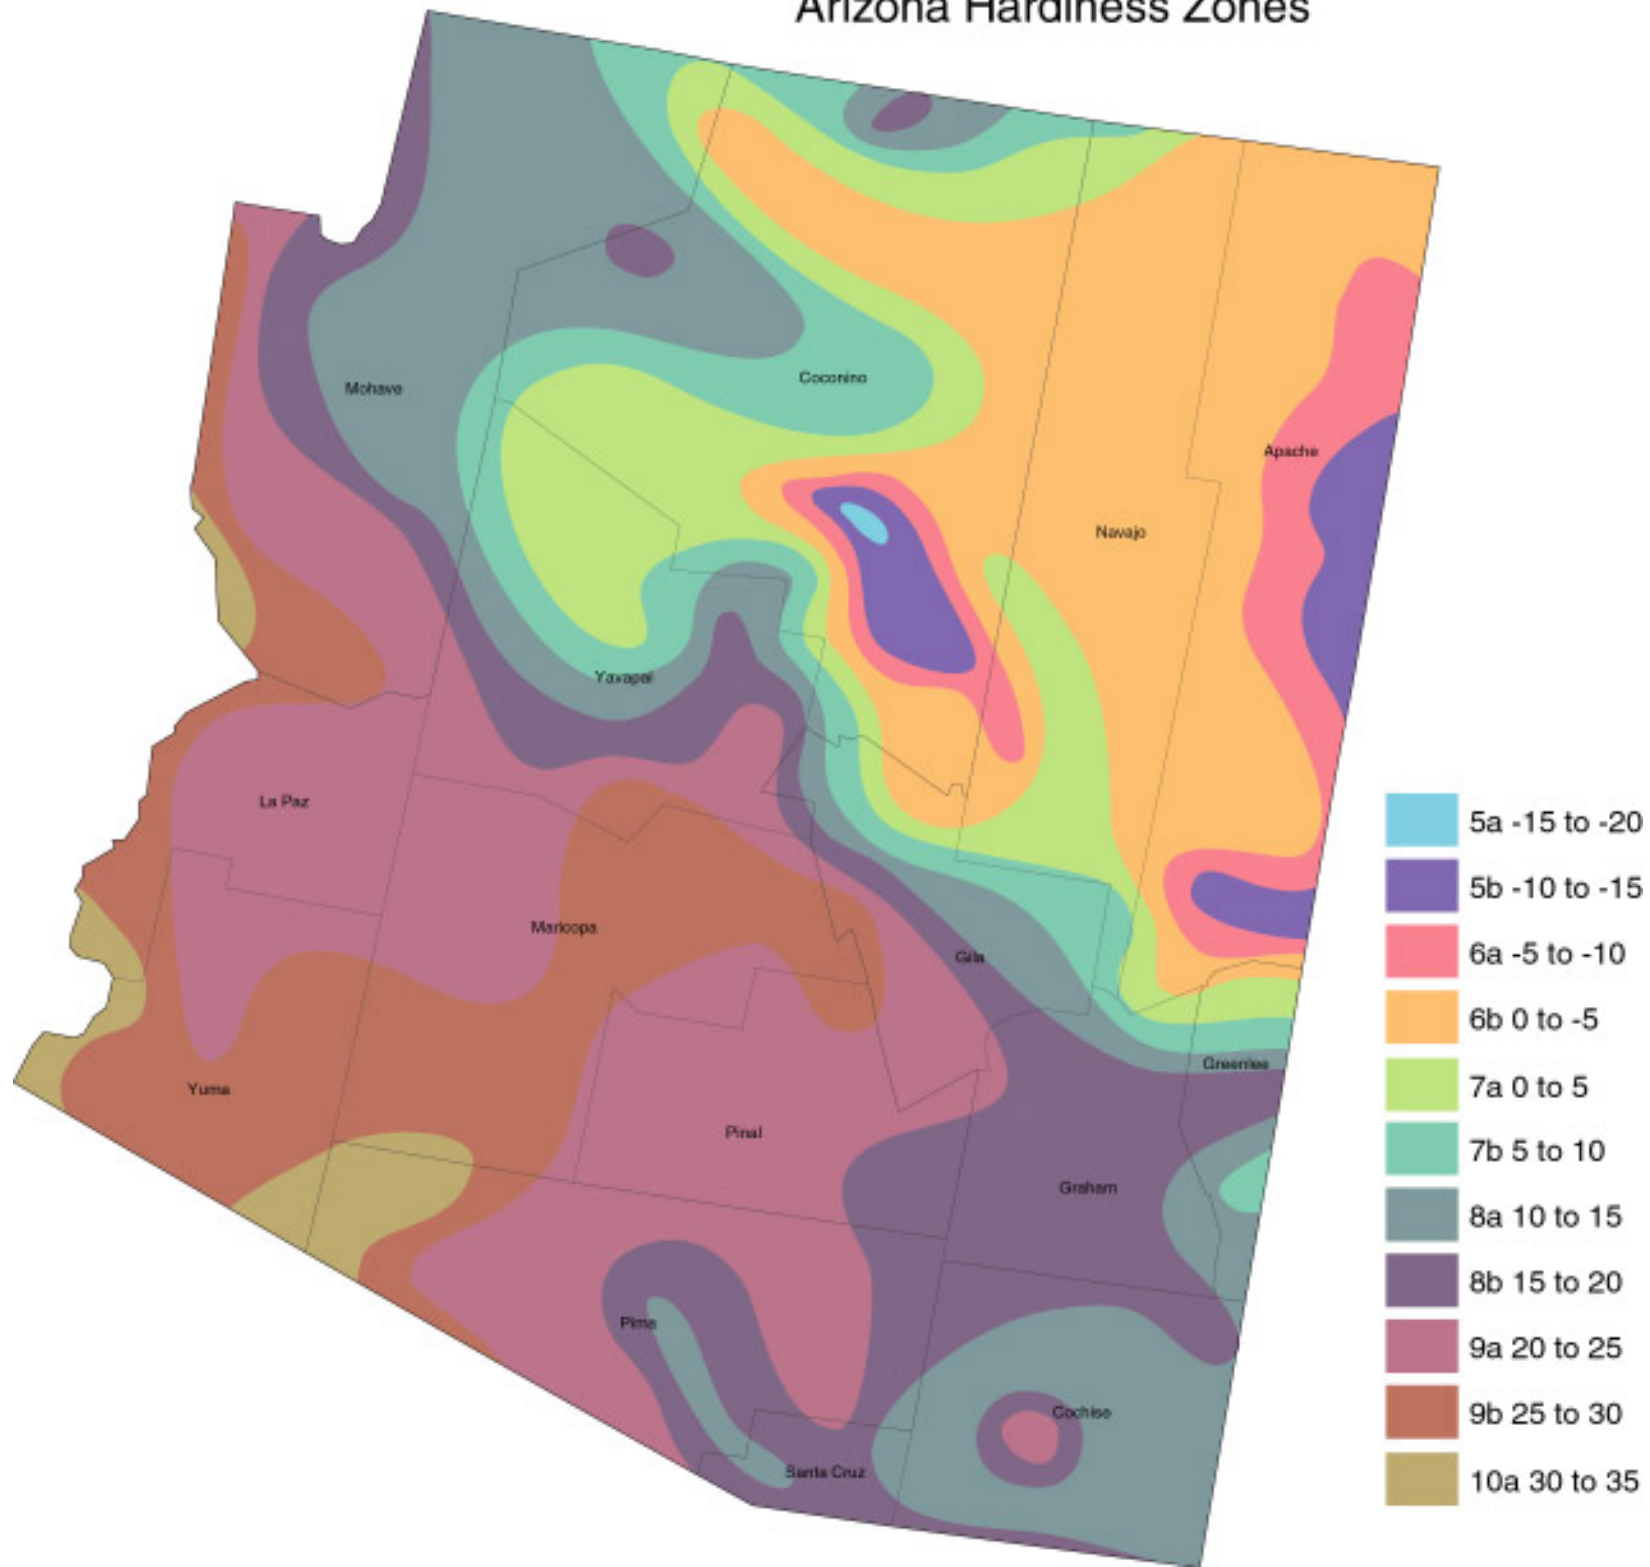 Arizona Hardiness Zones
Mohave
Coconino
Apache
Navajo
Yavapai
La Paz
Maricopa
Gila
Greenlee
Yuma
Pinal
Graham
Pima
Cochise
Santa Cruz
5a -15 to -20
5b -10 to -15
6a -5 to -10
6b 0 to -5
7a 0 to 5
7b 5 to 10
8a 10 to 15
8b 15 to 20
9a 20 to 25
9b 25 to 30
10a 30 to 35